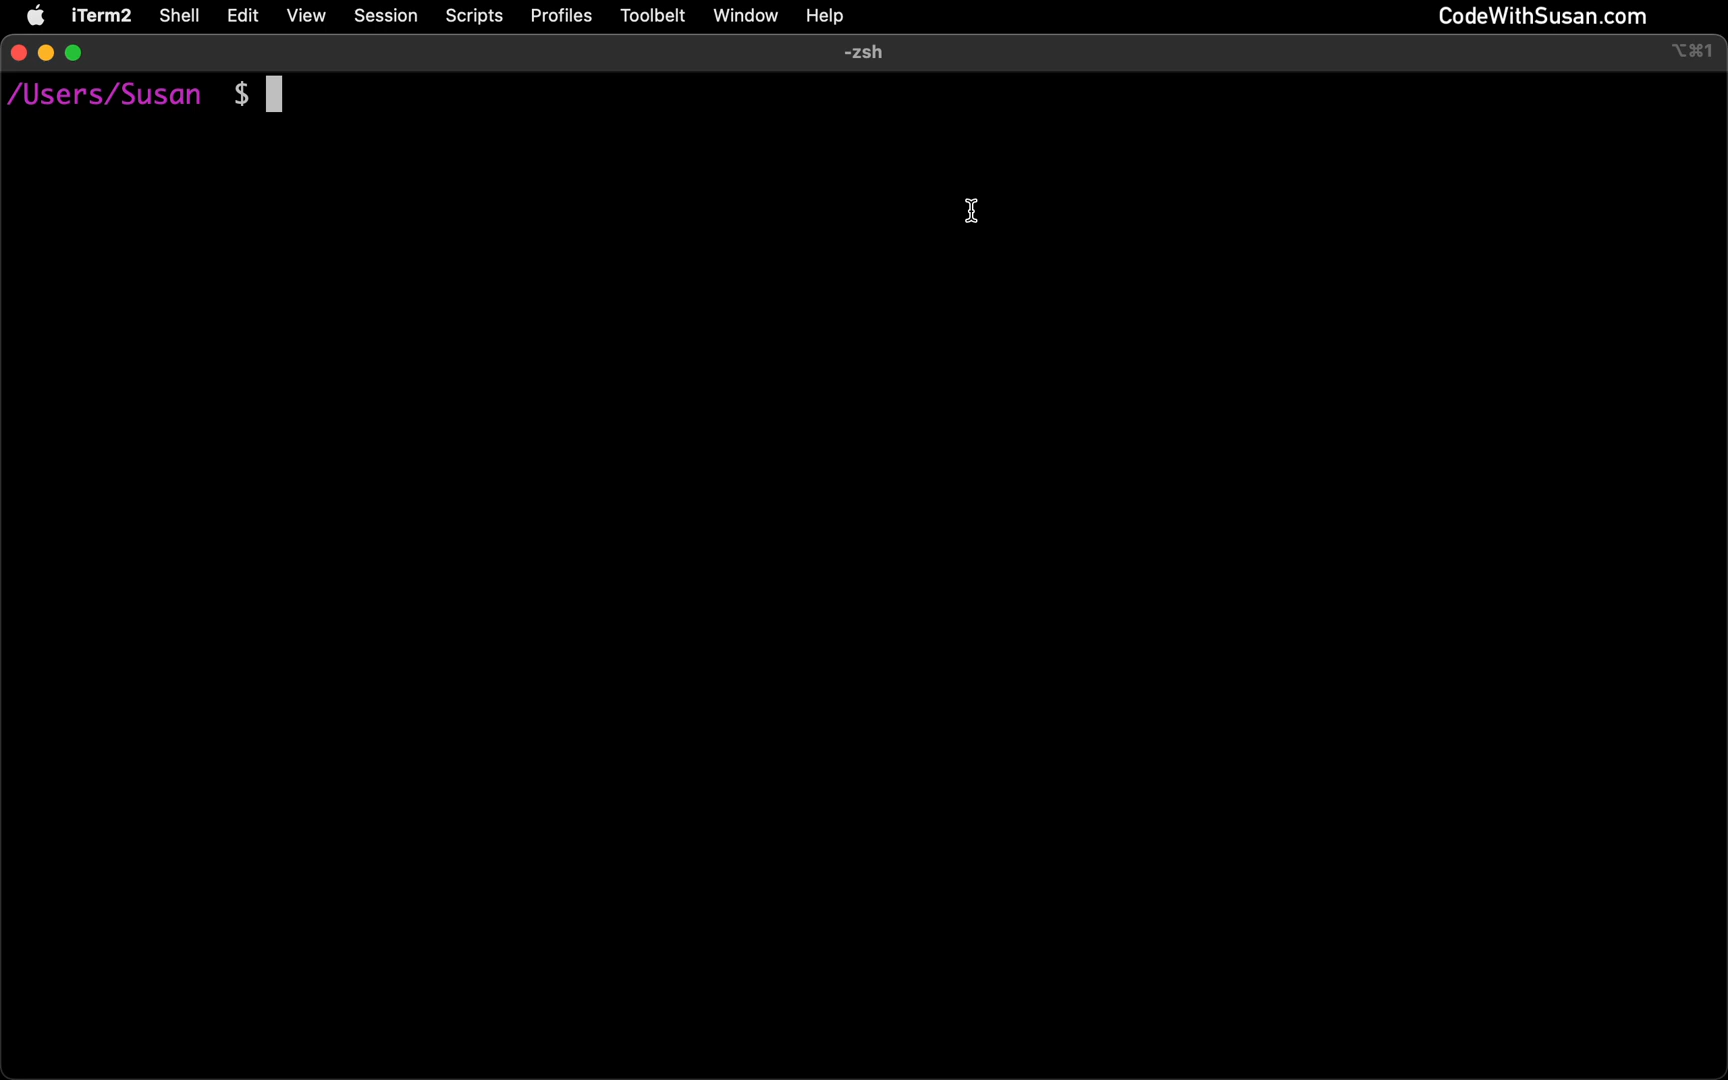 iTerm2 Shell Edit View Session Scripts Profiles Toolbelt Window Help CodeWithSusan.com
-zsh ⌥⌘1
/Users/Susan $